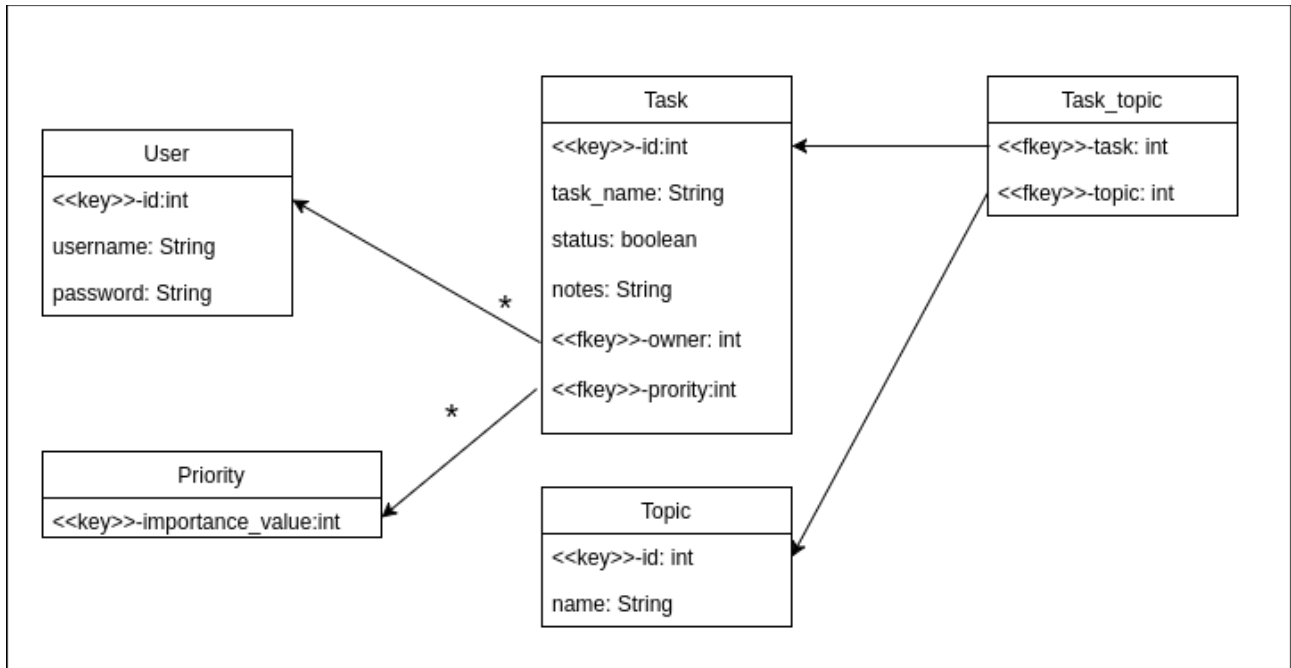 User
<<key>>-id:int
username: String
password: String
*
*
Priority
<<key>>-importance_value:int
Task
<<key>>-id:int
task_name: String
status: boolean
notes: String
<<fkey>>-owner: int
<<fkey>>-prority:int
Topic
<<key>>-id: int
name: String
Task_topic
<<fkey>>-task: int
<<fkey>>-topic: int